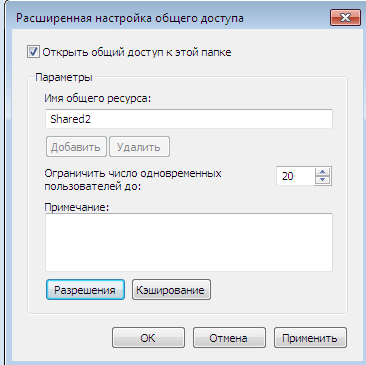 Расширенная настройка общего доступа
Открыть общий доступ к этой папке
Параметры
Имя общего ресурса:
Shared2
Добавить Удалить
Ограничить число одновременных
пользователей до:
20
Примечание:
Разрешения Кэширование
ОК Отмена Применить